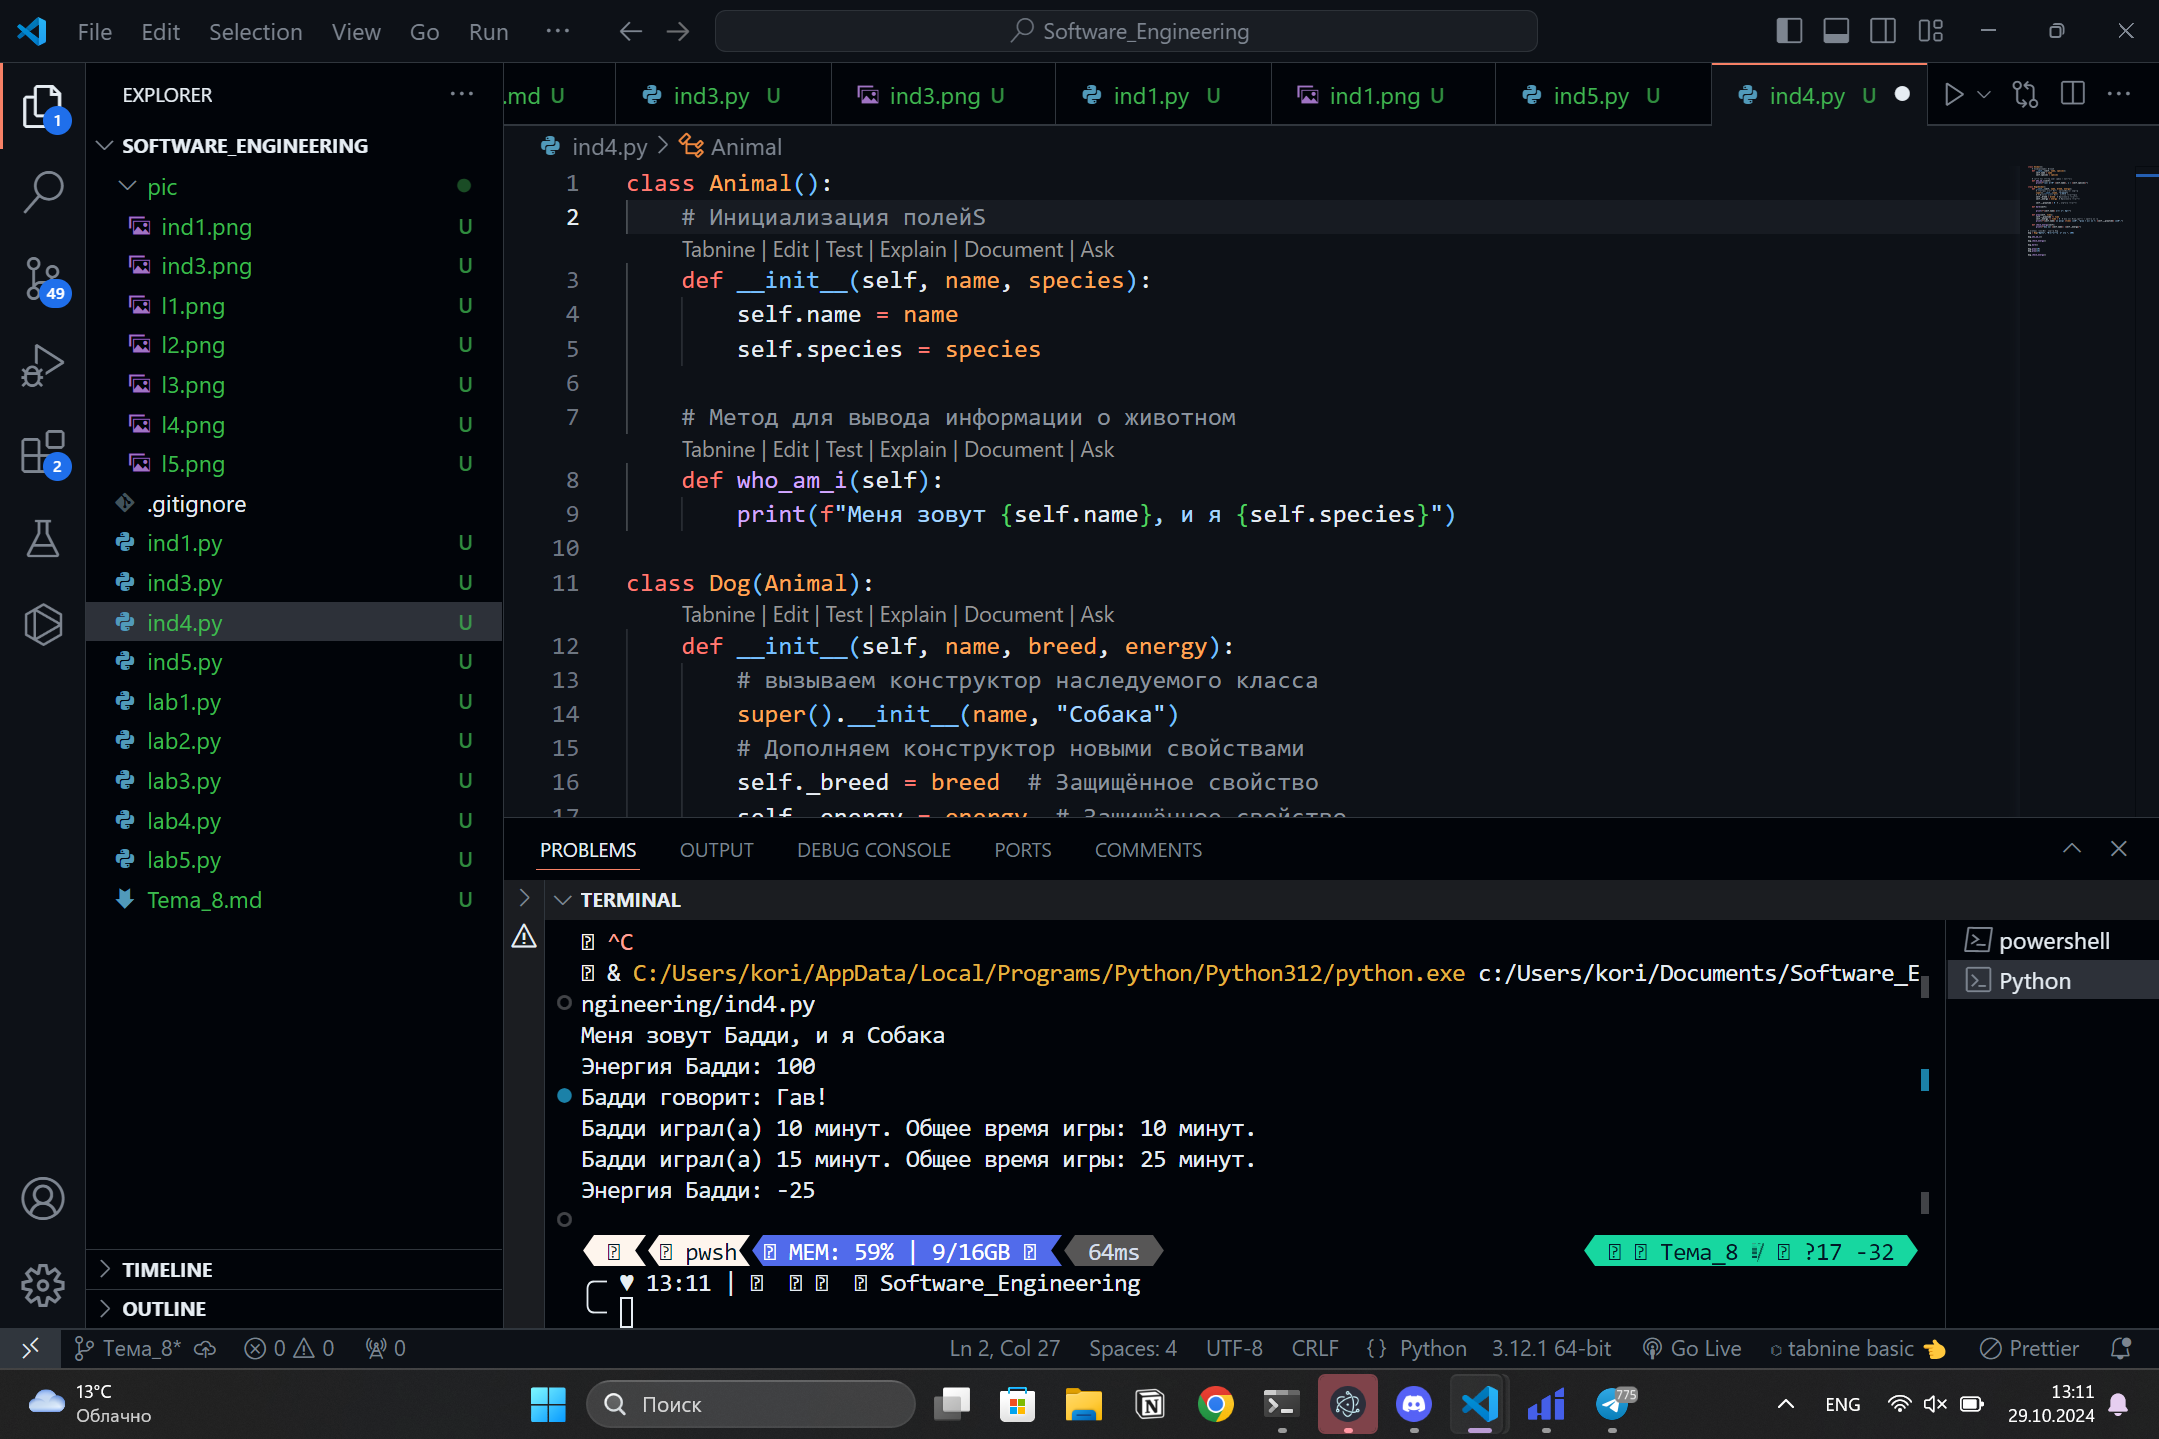 File Edit Selection View Go Run ··· Software_Engineering
EXPLORER ···
SOFTWARE_ENGINEERING
pic
ind1.png U
ind3.png U
l1.png U
l2.png U
l3.png U
l4.png U
l5.png U
.gitignore
ind1.py U
ind3.py U
ind4.py U
ind5.py U
lab1.py U
lab2.py U
lab3.py U
lab4.py U
lab5.py U
Tema_8.md U
TIMELINE
OUTLINE
1
49
2
.md U ind3.py U ind3.png U ind1.py U ind1.png U ind5.py U ind4.py U
ind4.py > Animal
1 class Animal():
2 # Инициализация полейS
Tabnine | Edit | Test | Explain | Document | Ask
3 def __init__(self, name, species):
4 self.name = name
5 self.species = species
6
7 # Метод для вывода информации о животном
Tabnine | Edit | Test | Explain | Document | Ask
8 def who_am_i(self):
9 print(f"Меня зовут {self.name}, и я {self.species}")
10
11 class Dog(Animal):
Tabnine | Edit | Test | Explain | Document | Ask
12 def __init__(self, name, breed, energy):
13 # вызываем конструктор наследуемого класса
14 super().__init__(name, "Собака")
15 # Дополняем конструктор новыми свойствами
16 self._breed = breed # Защищённое свойство
17 self._energy = energy # Защищённое свойство
PROBLEMS OUTPUT DEBUG CONSOLE PORTS COMMENTS
TERMINAL
^C
& C:/Users/kori/AppData/Local/Programs/Python/Python312/python.exe c:/Users/kori/Documents/Software_E
ngineering/ind4.py
Меня зовут Бадди, и я Собака
Энергия Бадди: 100
Бадди говорит: Гав!
Бадди играл(а) 10 минут. Общее время игры: 10 минут.
Бадди играл(а) 15 минут. Общее время игры: 25 минут.
Энергия Бадди: -25
pwsh MEM: 59% | 9/16GB 64ms Тема_8 ?17 -32
♥ 13:11 | Software_Engineering
powershell
Python
Тема_8* 0 0 0 Ln 2, Col 27 Spaces: 4 UTF-8 CRLF {} Python 3.12.1 64-bit Go Live tabnine basic Prettier
13°C
Облачно
Поиск
775
ENG
13:11
29.10.2024